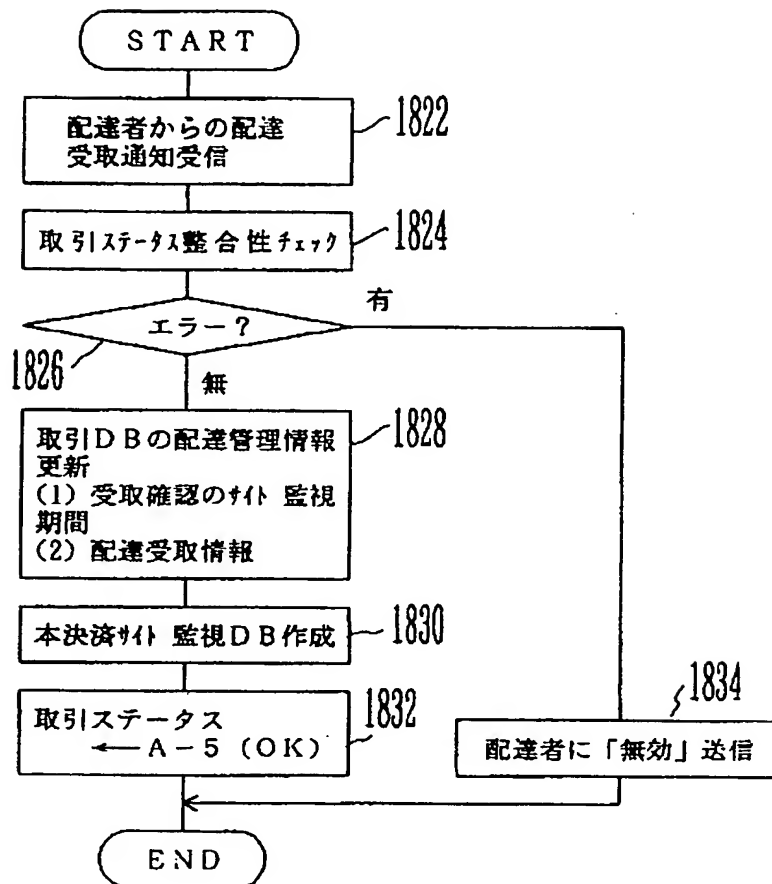 START
配達者からの配達
受取通知受信
1822
取引ステータス整合性チェック
1824
エラー?
有
1826
無
取引DBの配達管理情報
更新
(1) 受取確認のサイト 監視
期間
(2) 配達受取情報
1828
本決済サイト 監視DB作成
1830
取引ステータス
←A-5 (OK)
1832
1834
配達者に「無効」送信
END